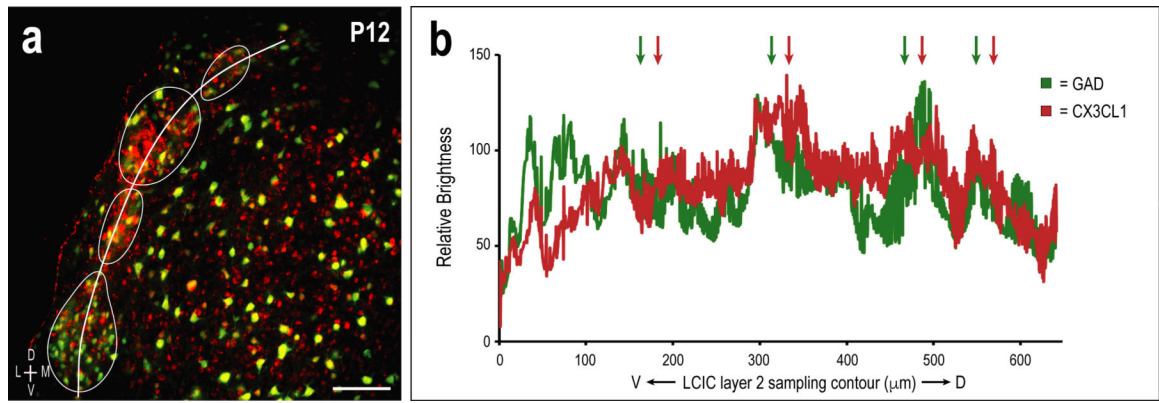 a
P12
D
L M
V
b
150
100
50
0
Relative Brightness
= GAD
= CX3CL1
0 100 200 300 400 500 600
V LCIC layer 2 sampling contour (μm) D